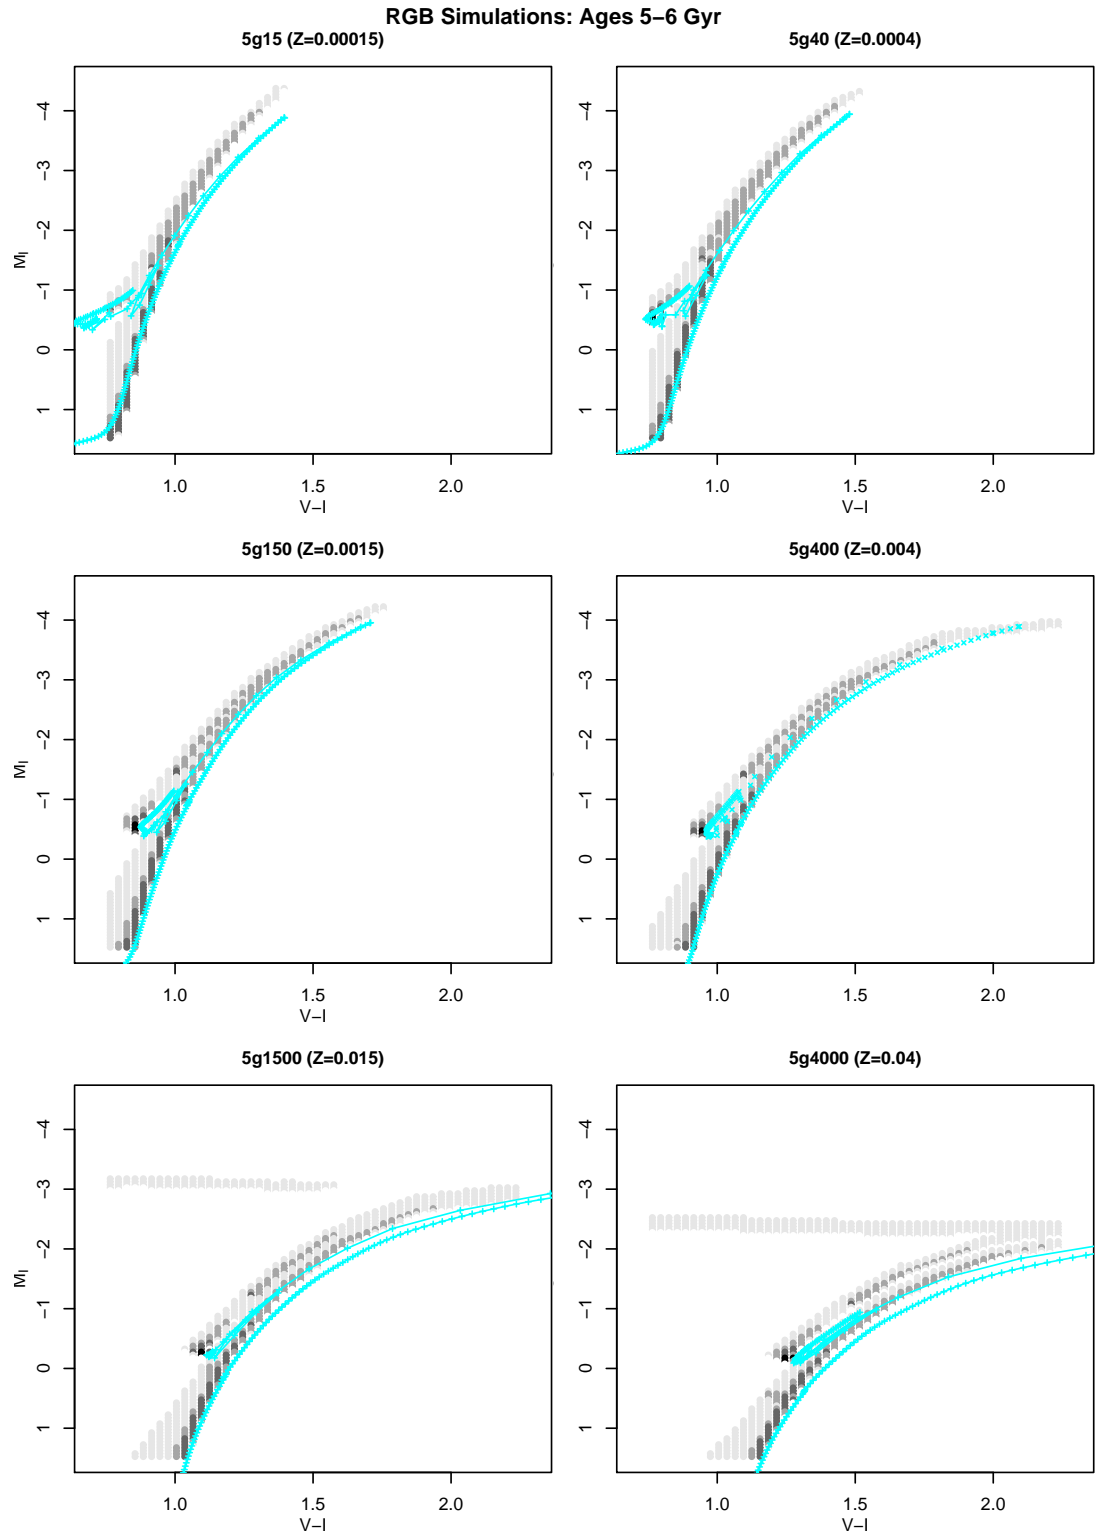 RGB Simulations: Ages 5−6 Gyr
5g15 (Z=0.00015)
5g40 (Z=0.0004)
−4
−3
−2
−1
0
1
M_I
1.0 1.5 2.0
V−I
−4
−3
−2
−1
0
1
1.0 1.5 2.0
V−I
5g150 (Z=0.0015)
5g400 (Z=0.004)
−4
−3
−2
−1
0
1
M_I
1.0 1.5 2.0
V−I
−4
−3
−2
−1
0
1
1.0 1.5 2.0
V−I
5g1500 (Z=0.015)
5g4000 (Z=0.04)
−4
−3
−2
−1
0
1
M_I
1.0 1.5 2.0
V−I
−4
−3
−2
−1
0
1
1.0 1.5 2.0
V−I